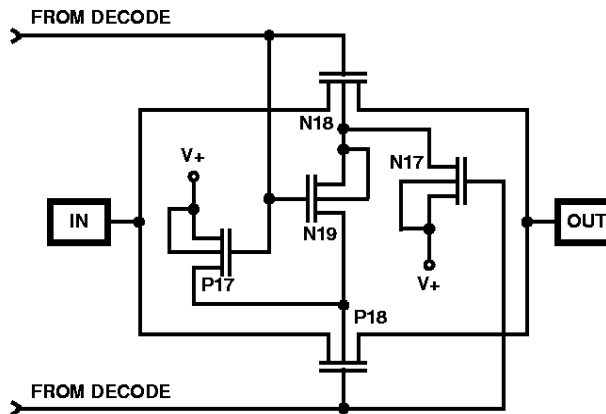 FROM DECODE
N18
V+
N17
IN
OUT
N19
P17
V+
P18
FROM DECODE